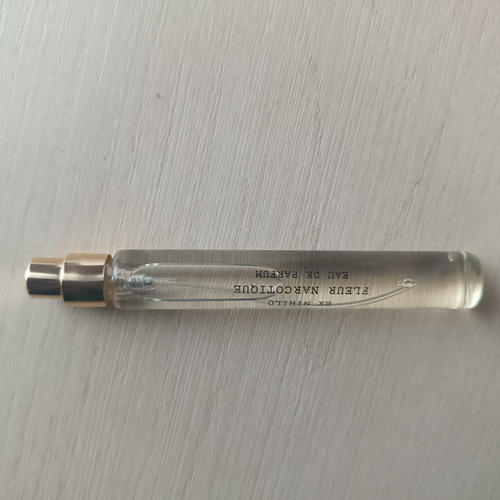 EX NIHILO
FLEUR NARCOTIQUE
EAU DE PARFUM